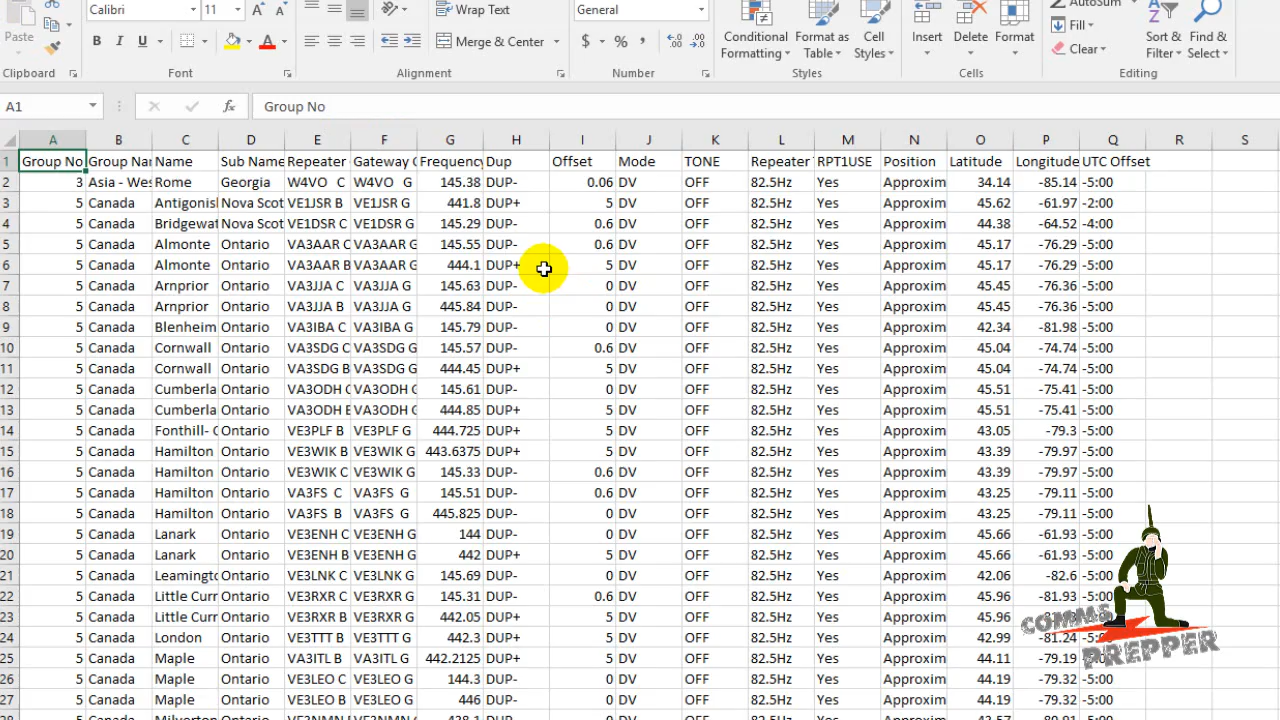 Calibri 11 Wrap Text General AutoSum
Paste B I U Merge & Center $ % , Conditional Formatting Format as Table Cell Styles Insert Delete Format Fill Clear Sort & Filter Find & Select
Clipboard Font Alignment Number Styles Cells Editing
A1 fx Group No
A B C D E F G H I J K L M N O P Q R S
1 Group No Group Nar Name Sub Name Repeater Gateway C Frequency Dup Offset Mode TONE Repeater RPT1USE Position Latitude Longitude UTC Offset
2 3 Asia - Wes Rome Georgia W4VO C W4VO G 145.38 DUP- 0.06 DV OFF 82.5Hz Yes Approxim 34.14 -85.14 -5:00
3 5 Canada Antigonish Nova Scot VE1JSR B VE1JSR G 441.8 DUP+ 5 DV OFF 82.5Hz Yes Approxim 45.62 -61.97 -2:00
4 5 Canada Bridgewat Nova Scot VE1DSR C VE1DSR G 145.29 DUP- 0.6 DV OFF 82.5Hz Yes Approxim 44.38 -64.52 -4:00
5 5 Canada Almonte Ontario VA3AAR C VA3AAR G 145.55 DUP- 0.6 DV OFF 82.5Hz Yes Approxim 45.17 -76.29 -5:00
6 5 Canada Almonte Ontario VA3AAR B VA3AAR G 444.1 DUP+ 5 DV OFF 82.5Hz Yes Approxim 45.17 -76.29 -5:00
7 5 Canada Arnprior Ontario VA3JJA C VA3JJA G 145.63 DUP- 0 DV OFF 82.5Hz Yes Approxim 45.45 -76.36 -5:00
8 5 Canada Arnprior Ontario VA3JJA B VA3JJA G 445.84 DUP- 0 DV OFF 82.5Hz Yes Approxim 45.45 -76.36 -5:00
9 5 Canada Blenheim Ontario VA3IBA C VA3IBA G 145.79 DUP- 0 DV OFF 82.5Hz Yes Approxim 42.34 -81.98 -5:00
10 5 Canada Cornwall Ontario VA3SDG C VA3SDG G 145.57 DUP- 0.6 DV OFF 82.5Hz Yes Approxim 45.04 -74.74 -5:00
11 5 Canada Cornwall Ontario VA3SDG B VA3SDG G 444.45 DUP+ 5 DV OFF 82.5Hz Yes Approxim 45.04 -74.74 -5:00
12 5 Canada Cumberla Ontario VA3ODH C VA3ODH G 145.61 DUP- 0 DV OFF 82.5Hz Yes Approxim 45.51 -75.41 -5:00
13 5 Canada Cumberla Ontario VA3ODH B VA3ODH G 444.85 DUP+ 5 DV OFF 82.5Hz Yes Approxim 45.51 -75.41 -5:00
14 5 Canada Fonthill- C Ontario VE3PLF B VE3PLF G 444.725 DUP+ 5 DV OFF 82.5Hz Yes Approxim 43.05 -79.3 -5:00
15 5 Canada Hamilton Ontario VE3WIK B VE3WIK G 443.6375 DUP+ 5 DV OFF 82.5Hz Yes Approxim 43.39 -79.97 -5:00
16 5 Canada Hamilton Ontario VE3WIK C VE3WIK G 145.33 DUP- 0.6 DV OFF 82.5Hz Yes Approxim 43.39 -79.97 -5:00
17 5 Canada Hamilton Ontario VA3FS C VA3FS G 145.51 DUP- 0.6 DV OFF 82.5Hz Yes Approxim 43.25 -79.11 -5:00
18 5 Canada Hamilton Ontario VA3FS B VA3FS G 445.825 DUP- 0 DV OFF 82.5Hz Yes Approxim 43.25 -79.11 -5:00
19 5 Canada Lanark Ontario VE3ENH C VE3ENH G 144 DUP- 0 DV OFF 82.5Hz Yes Approxim 45.66 -61.93 -5:00
20 5 Canada Lanark Ontario VE3ENH B VE3ENH G 442 DUP+ 5 DV OFF 82.5Hz Yes Approxim 45.66 -61.93 -5:00
21 5 Canada Leamingto Ontario VE3LNK C VE3LNK G 145.69 DUP- 0 DV OFF 82.5Hz Yes Approxim 42.06 -82.6 -5:00
22 5 Canada Little Curr Ontario VE3RXR C VE3RXR G 145.31 DUP- 0.6 DV OFF 82.5Hz Yes Approxim 45.96 -81.93 -5:00
23 5 Canada Little Curr Ontario VE3RXR B VE3RXR G 442.05 DUP+ 5 DV OFF 82.5Hz Yes Approxim 45.96 -81.93
24 5 Canada London Ontario VE3TTT B VE3TTT G 442.3 DUP+ 5 DV OFF 82.5Hz Yes Approxim 42.99 -81.24
25 5 Canada Maple Ontario VA3ITL B VA3ITL G 442.2125 DUP+ 5 DV OFF 82.5Hz Yes Approxim 44.11 -79.19
26 5 Canada Maple Ontario VE3LEO C VE3LEO G 144.3 DUP- 0 DV OFF 82.5Hz Yes Approxim 44.19 -79.32 -5:00
27 5 Canada Maple Ontario VE3LEO B VE3LEO G 446 DUP- 0 DV OFF 82.5Hz Yes Approxim 44.19 -79.32 -5:00
COMMS
PREPPER